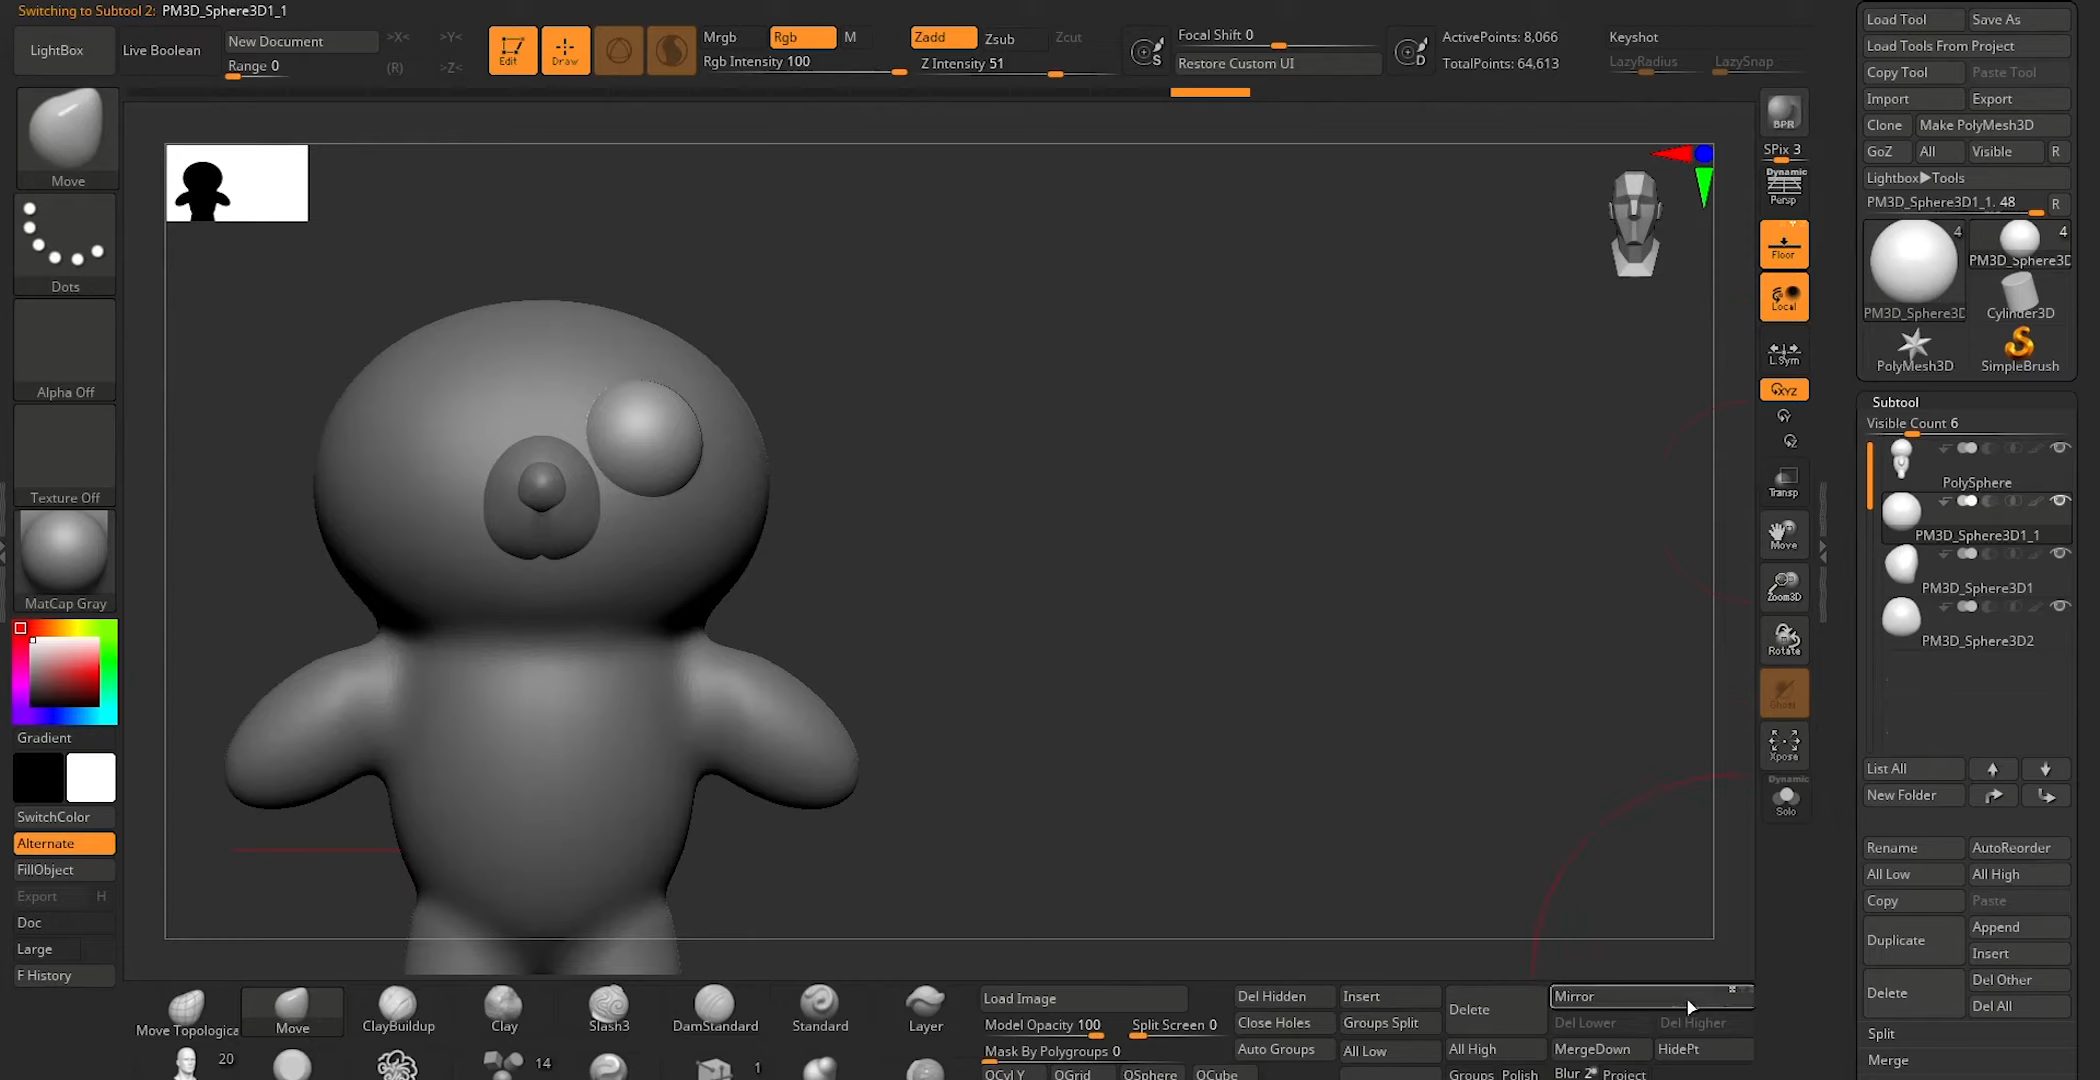 Switching to Subtool 2: PM3D_Sphere3D1_1
LightBox
Live Boolean
New Document
Range 0
>X<
>Y<
(R)
>Z<
Edit
Draw
Mrgb
Rgb
M
Rgb Intensity 100
Zadd
Zsub
Zcut
Z Intensity 51
S
Focal Shift 0
Restore Custom UI
D
ActivePoints: 8,066
TotalPoints: 64,613
Keyshot
LazyRadius
LazySnap
Move
Dots
Alpha Off
Texture Off
MatCap Gray
Gradient
SwitchColor
Alternate
FillObject
Export H
Doc
Large
F History
BPR
SPix 3
Dynamic
Persp
Floor
Local
L.Sym
XYZ
Y
Z
Transp
Move
Zoom3D
Rotate
Ghost
Xpose
Dynamic
Solo
Load Tool
Save As
Load Tools From Project
Copy Tool
Paste Tool
Import
Export
Clone
Make PolyMesh3D
GoZ
All
Visible
R
Lightbox▶Tools
PM3D_Sphere3D1_1. 48
R
4
4
PM3D_Sphere3D
PM3D_Sphere3D
Cylinder3D
PolyMesh3D
SimpleBrush
Subtool
Visible Count 6
PolySphere
PM3D_Sphere3D1_1
PM3D_Sphere3D1
PM3D_Sphere3D2
List All
New Folder
Rename
AutoReorder
All Low
All High
Copy
Paste
Duplicate
Append
Insert
Delete
Del Other
Del All
Split
Merge
Move Topologica
Move
ClayBuildup
Clay
Slash3
DamStandard
Standard
Layer
20
14
1
Load Image
Model Opacity 100
Split Screen 0
Mask By Polygroups 0
QCyl Y
QGrid
QSphere
QCube
Del Hidden
Insert
Close Holes
Groups Split
Auto Groups
All Low
Delete
All High
Groups
Polish
Mirror
Del Lower
Del Higher
MergeDown
HidePt
Blur 2
Project